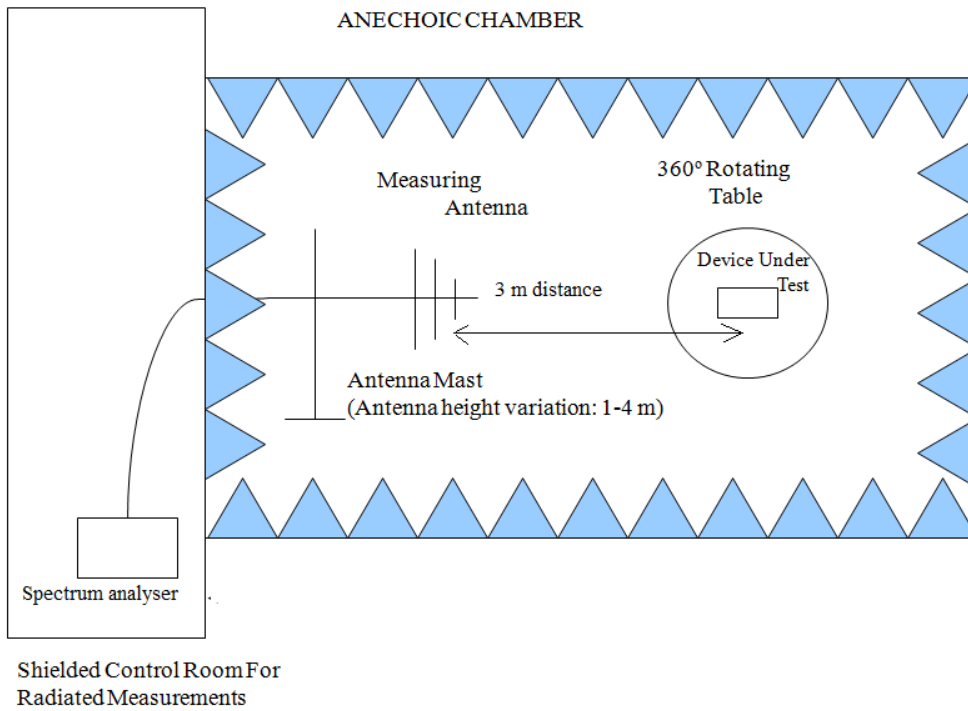 ANECHOIC CHAMBER
Measuring
Antenna
360º Rotating
Table
Device Under
Test
3 m distance
Antenna Mast
(Antenna height variation: 1-4 m)
Spectrum analyser
Shielded Control Room For
Radiated Measurements